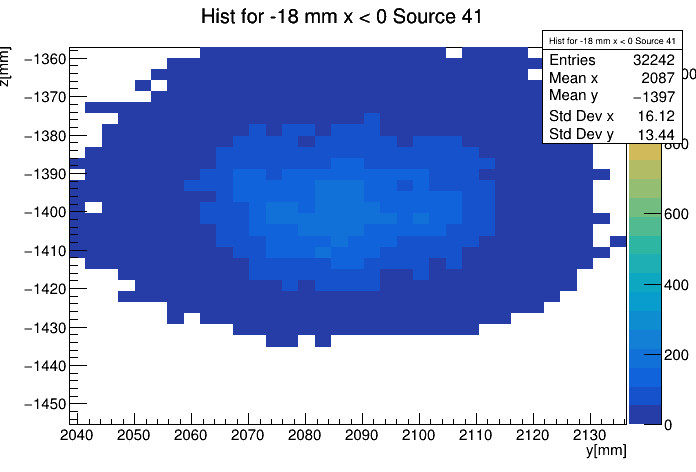 Hist for -18 mm x < 0 Source 41
Hist for -18 mm x < 0 Source 41
Entries 32242
Mean x 2087
Mean y −1397
Std Dev x 16.12
Std Dev y 13.44
z[mm]
−1360
−1370
−1380
−1390
−1400
−1410
−1420
−1430
−1440
−1450
2040 2050 2060 2070 2080 2090 2100 2110 2120 2130
y[mm]
800
600
400
200
0